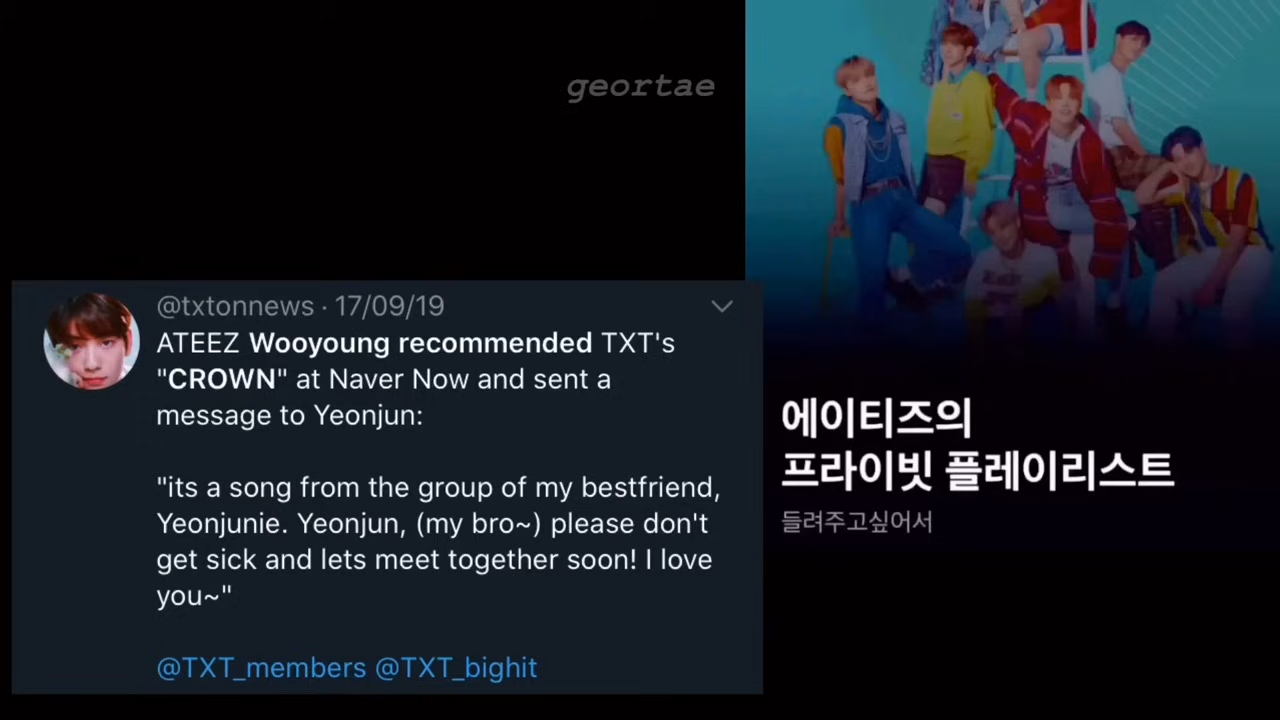 geortae
@txtonnews · 17/09/19
ATEEZ Wooyoung recommended TXT's
"CROWN" at Naver Now and sent a
message to Yeonjun:
"its a song from the group of my bestfriend,
Yeonjunie. Yeonjun, (my bro~) please don't
get sick and lets meet together soon! I love
you~"
@TXT_members @TXT_bighit
에이티즈의
프라이빗 플레이리스트
들려주고싶어서